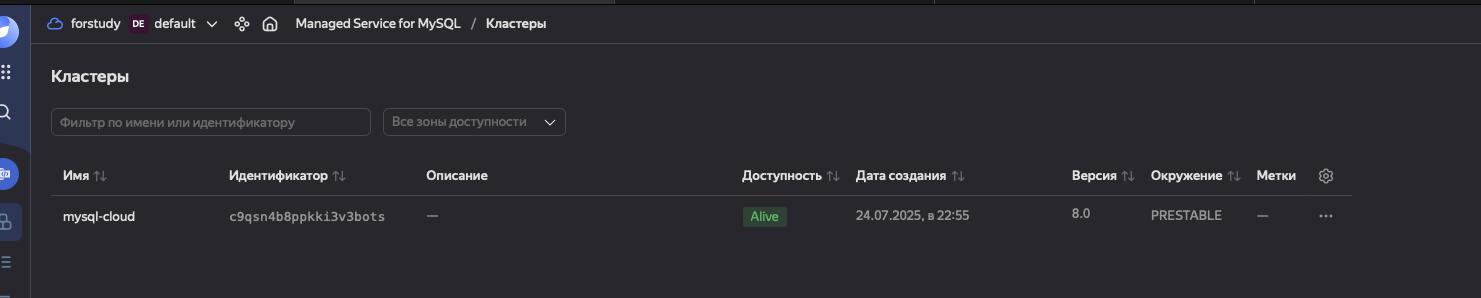 forstudy DE default Managed Service for MySQL / Кластеры
Кластеры
Фильтр по имени или идентификатору Все зоны доступности
Имя Идентификатор Описание Доступность Дата создания Версия Окружение Метки
mysql-cloud c9qsn4b8ppkki3v3bots — Alive 24.07.2025, в 22:55 8.0 PRESTABLE —